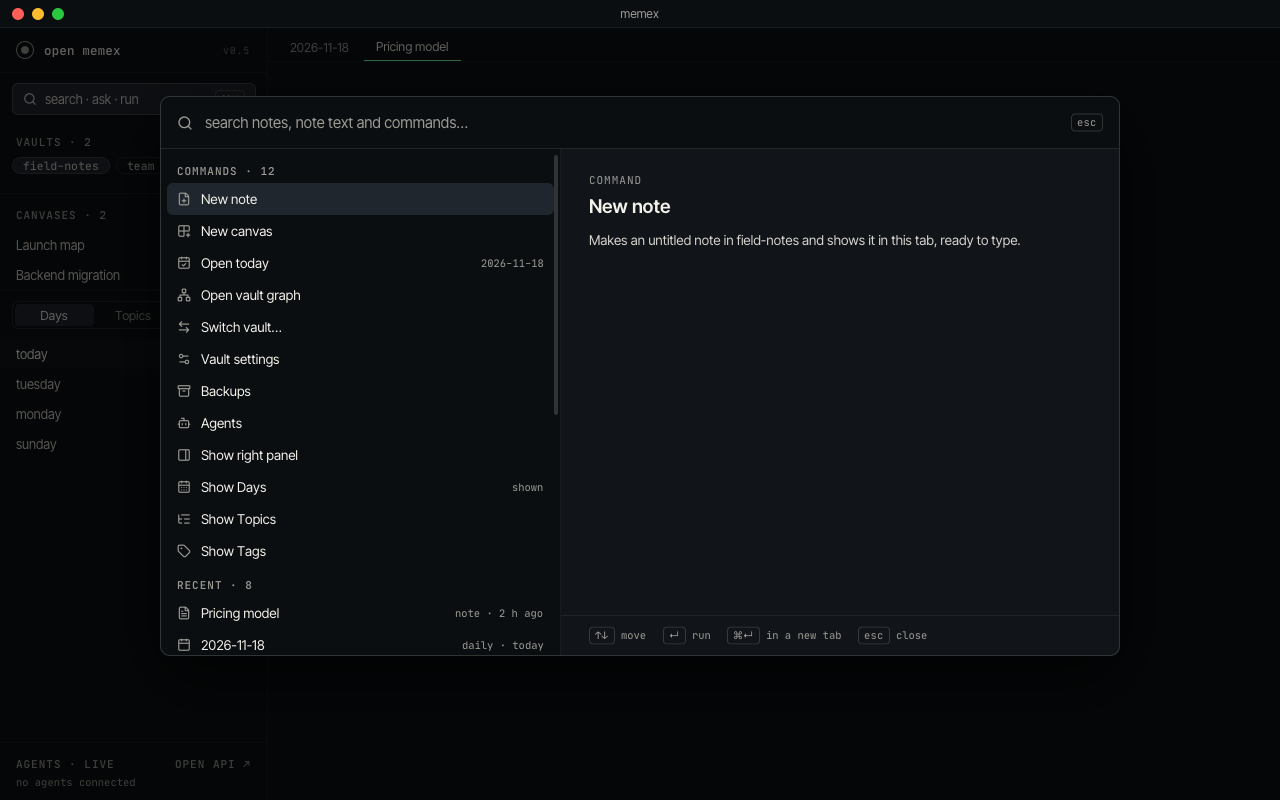 memex
open memex
v0.5
2026-11-18
Pricing model
search · ask · run
VAULTS · 2
field-notes
team
CANVASES · 2
Launch map
Backend migration
Days
Topics
today
tuesday
monday
sunday
AGENTS · LIVE
OPEN API ↗
no agents connected
search notes, note text and commands…
esc
COMMANDS · 12
New note
New canvas
Open today
2026-11-18
Open vault graph
Switch vault…
Vault settings
Backups
Agents
Show right panel
Show Days
shown
Show Topics
Show Tags
RECENT · 8
Pricing model
note · 2 h ago
2026-11-18
daily · today
COMMAND
New note
Makes an untitled note in field-notes and shows it in this tab, ready to type.
↑↓ move ↵ run ⌘↵ in a new tab esc close